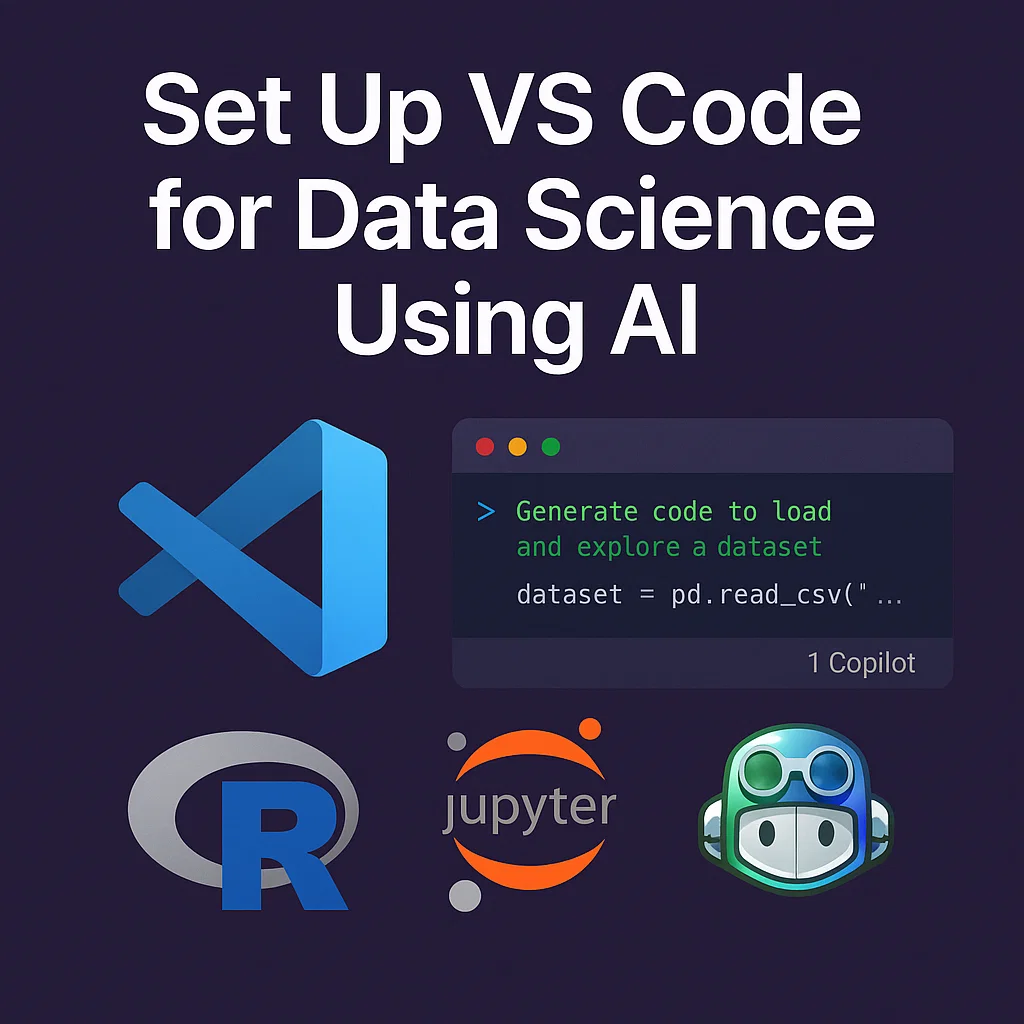 Set Up VS Code
for Data Science
Using AI
> Generate code to load
and explore a dataset
dataset = pd.read_csv("...
1 Copilot
R
jupyter